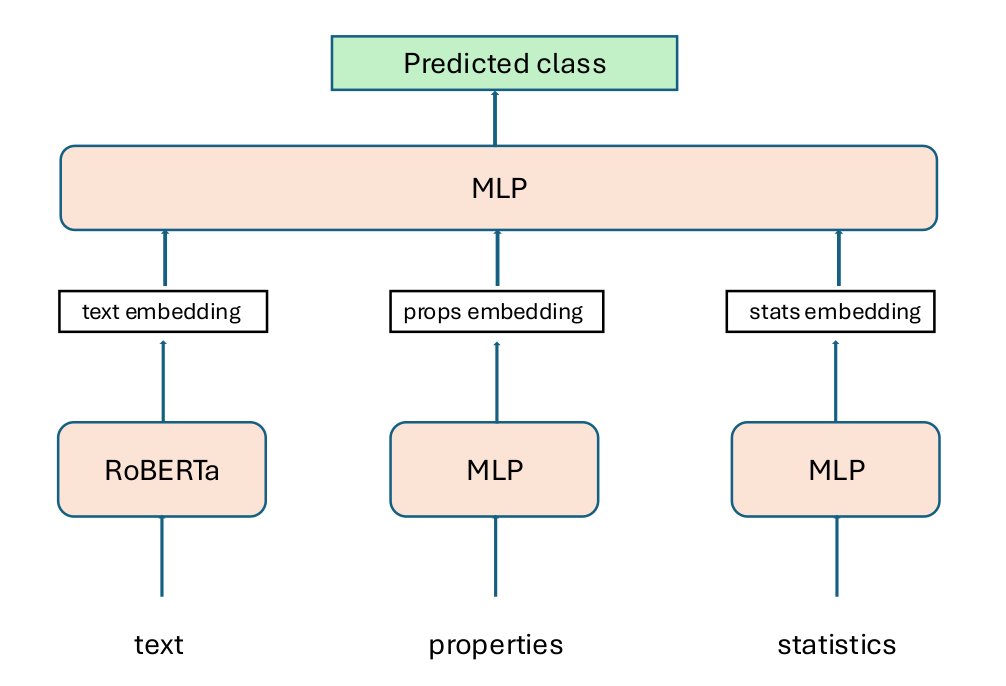 Predicted class
MLP
text embedding
props embedding
stats embedding
RoBERTa
MLP
MLP
text
properties
statistics